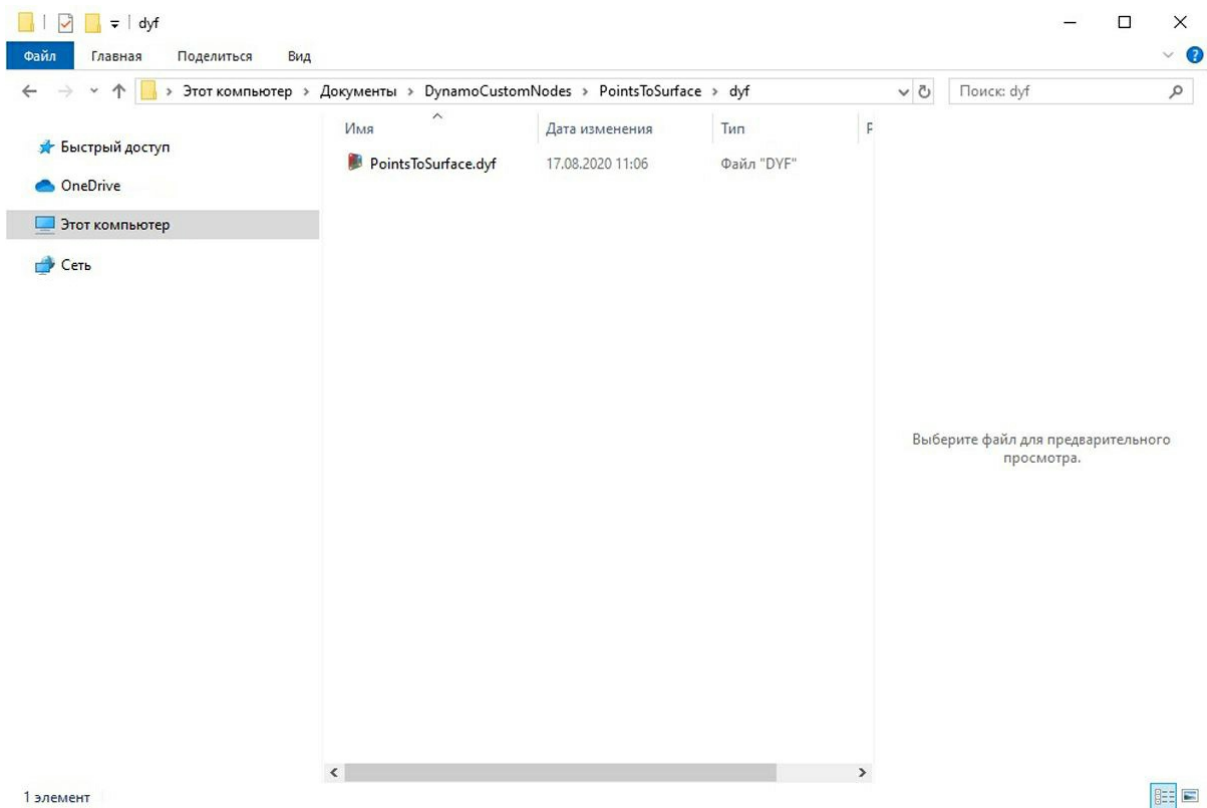 dyf
Файл Главная Поделиться Вид
Этот компьютер › Документы › DynamoCustomNodes › PointsToSurface › dyf
Поиск: dyf
Быстрый доступ
OneDrive
Этот компьютер
Сеть
Имя Дата изменения Тип
PointsToSurface.dyf 17.08.2020 11:06 Файл "DYF"
Выберите файл для предварительного
просмотра.
1 элемент